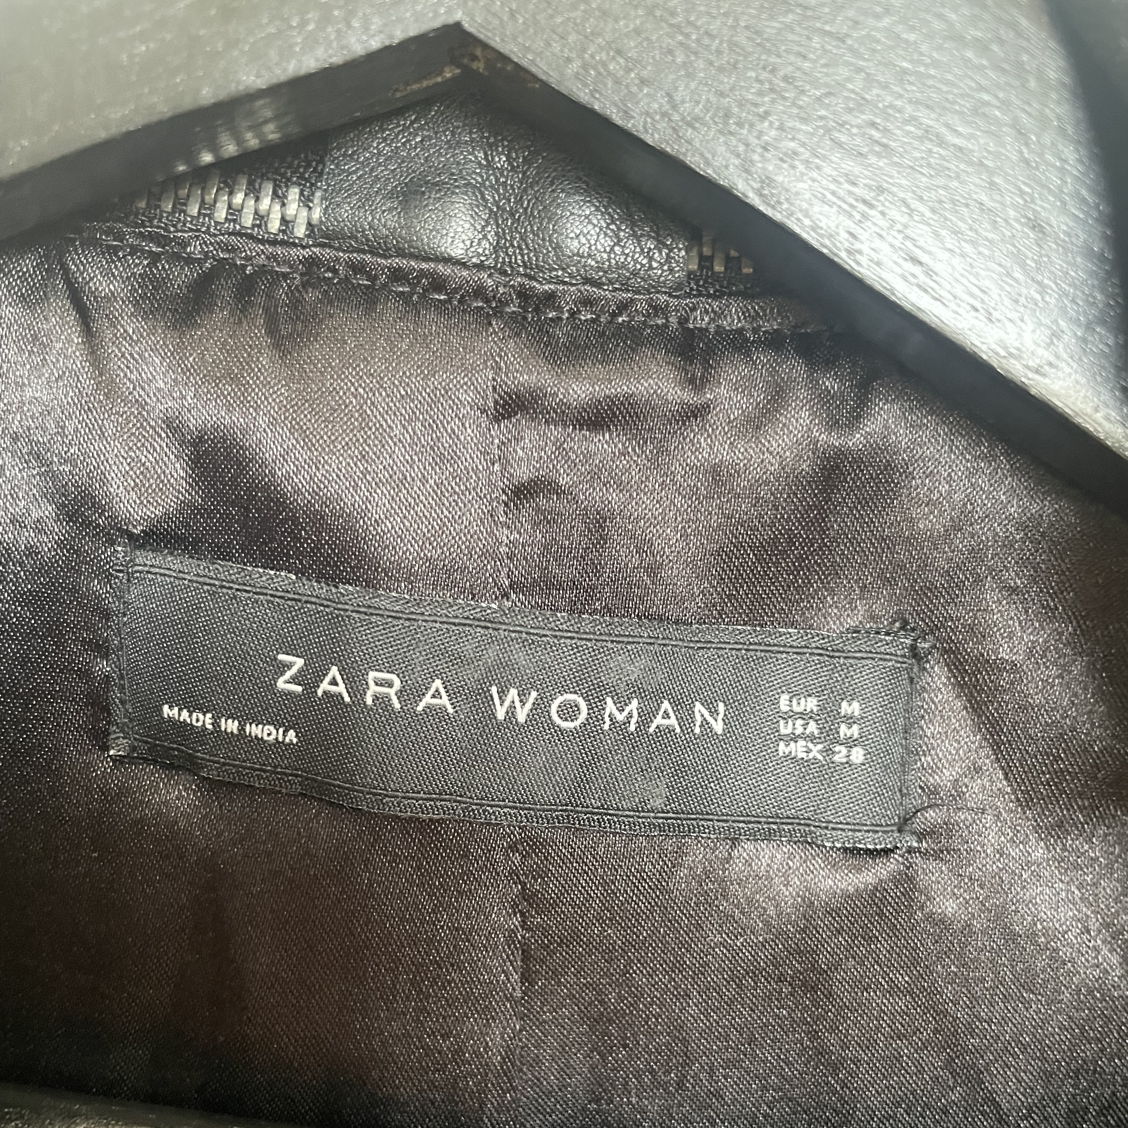 ZARA WOMAN
MADE IN INDIA
EUR M
USA M
MEX 28